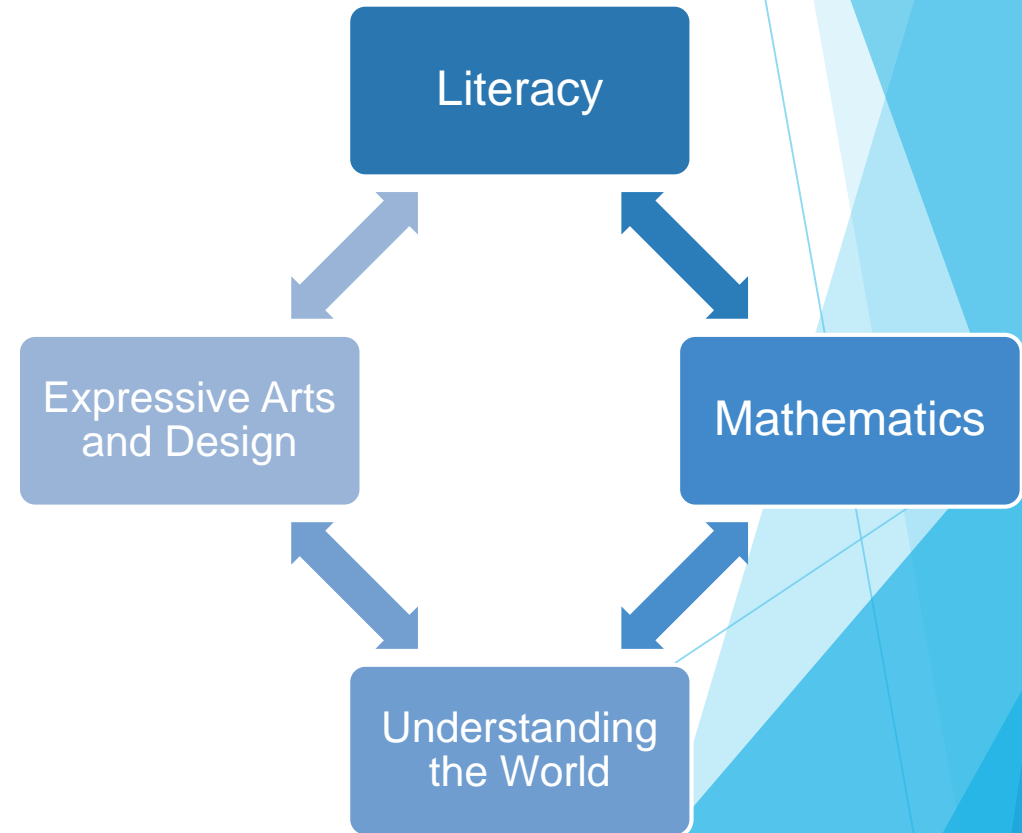 Literacy
Expressive Arts
and Design
Mathematics
Understanding
the World